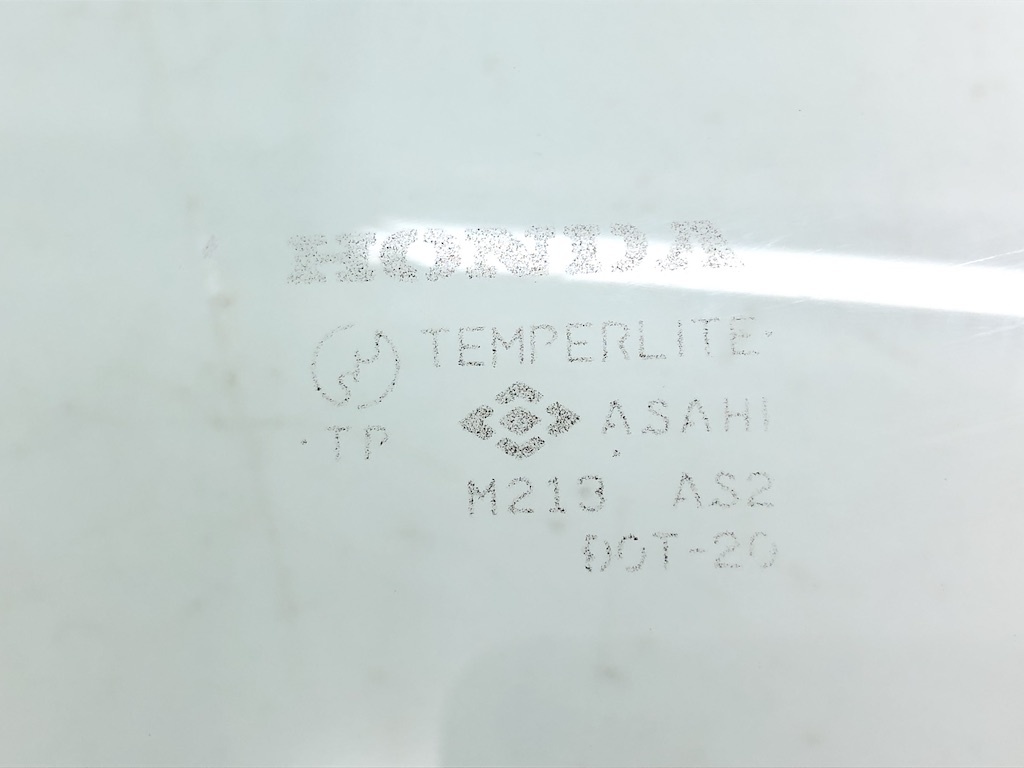 HONDA
TEMPERLITE
TP
ASAHI
M213 AS2
DOT-20